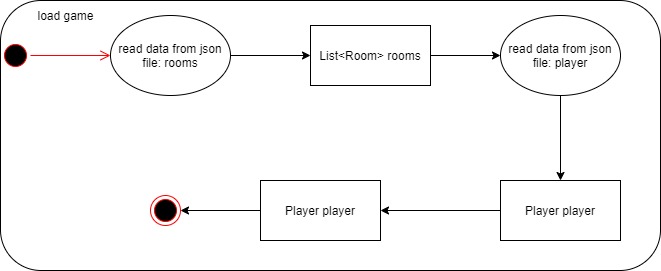 load game
read data from json
file: rooms
List<Room> rooms
read data from json
file: player
Player player
Player player